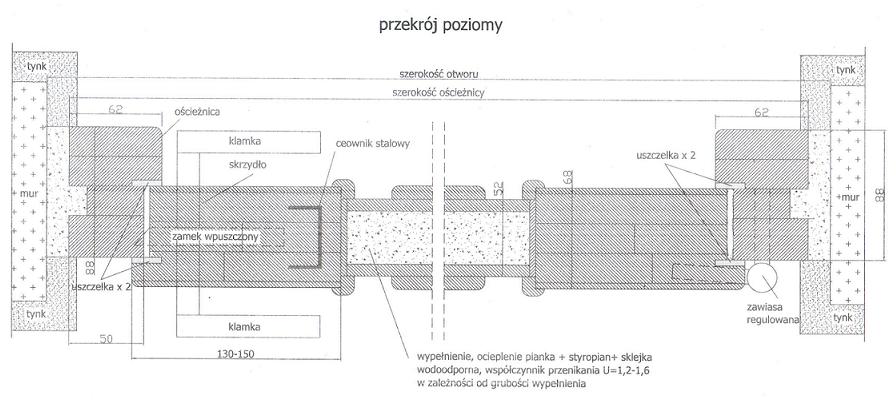 przekrój poziomy
tynk
tynk
szerokość otworu
szerokość ościeżnicy
62
ościeżnica
62
klamka
ceownik stalowy
skrzydło
uszczelka x 2
mur
52
68
mur
88
zamek wpuszczony
88
uszczelka x 2
zawiasa
regulowana
tynk
klamka
tynk
50
130-150
wypełnienie, ocieplenie pianka + styropian+ sklejka
wodoodporna, współczynnik przenikania U=1,2-1,6
w zależności od grubości wypełnienia